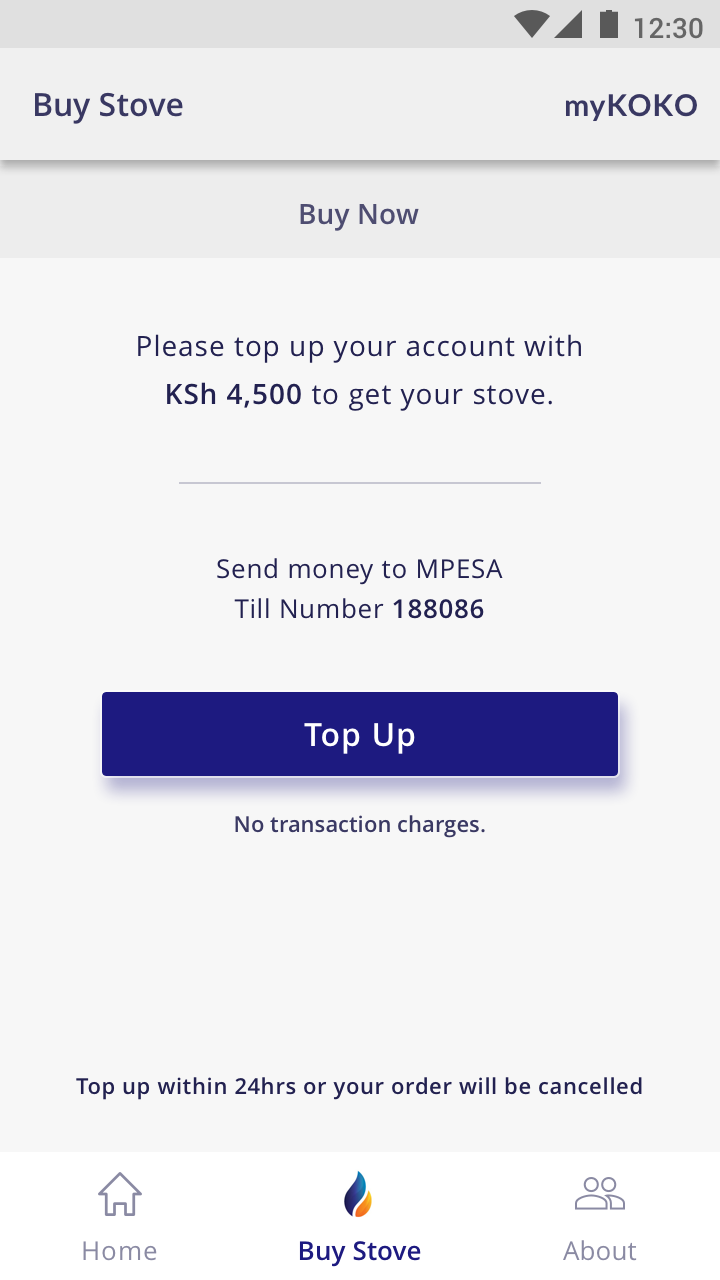 12:30
Buy Stove
myKOKO
Buy Now
Please top up your account with
KSh 4,500 to get your stove.
Send money to MPESA
Till Number 188086
Top Up
No transaction charges.
Top up within 24hrs or your order will be cancelled
Home
Buy Stove
About